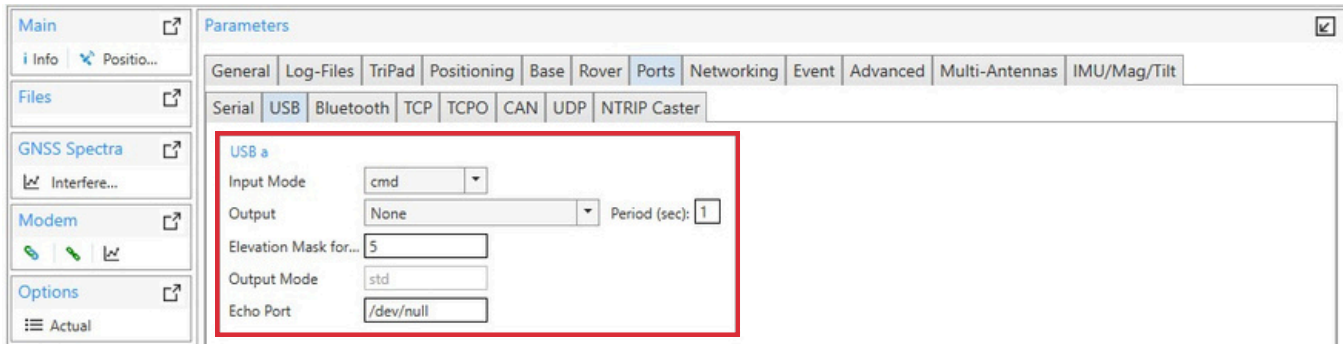 Main
i Info Positio...
Files
GNSS Spectra
Interfere...
Modem
Options
Actual
Parameters
General Log-Files TriPad Positioning Base Rover Ports Networking Event Advanced Multi-Antennas IMU/Mag/Tilt
Serial USB Bluetooth TCP TCPO CAN UDP NTRIP Caster
USB a
Input Mode cmd
Output None Period (sec): 1
Elevation Mask for... 5
Output Mode std
Echo Port /dev/null